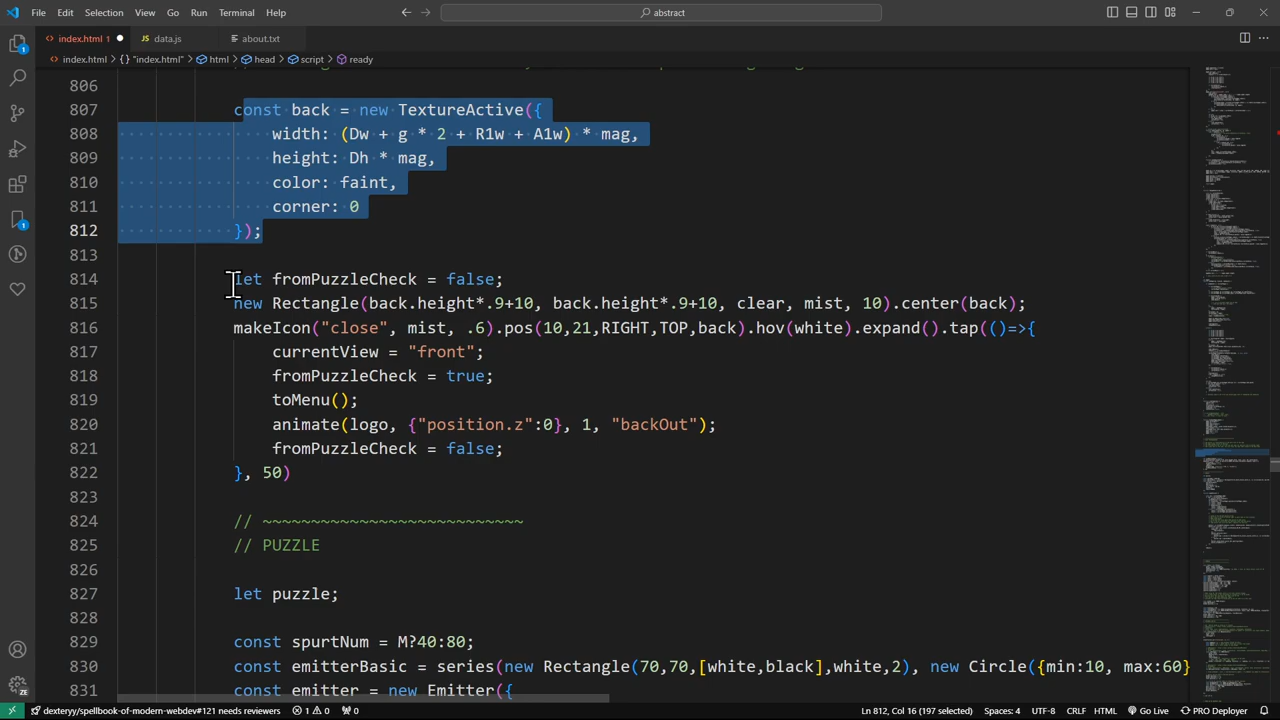 File Edit Selection View Go Run Terminal Help
abstract
index.html 1 data.js about.txt
index.html > {} "index.html" > html > head > script > ready
806
807 const back = new TextureActive({
808 width: (Dw + g * 2 + R1w + A1w) * mag,
809 height: Dh * mag,
810 color: faint,
811 corner: 0
812 });
813
814 let fromPuzzleCheck = false;
815 new Rectangle(back.height*.9+10, back.height*.9+10, clear, mist, 10).center(back);
816 makeIcon("close", mist, .6).pos(10,21,RIGHT,TOP,back).hov(white).expand().tap(()=>{
817 currentView = "front";
818 fromPuzzleCheck = true;
819 toMenu();
820 animate(logo, {"position.z":0}, 1, "backOut");
821 fromPuzzleCheck = false;
822 }, 50)
823
824 // ~~~~~~~~~~~~~~~~~~~~~~~~~~~
825 // PUZZLE
826
827 let puzzle;
828
829 const spurtNum = M?40:80;
830 const emitterBasic = series(new Rectangle(70,70,[white,black],white,2), new Circle({min:10, max:60}
831 const emitter = new Emitter({
dexteryy/spellbook-of-modern-webdev#121 needs reviewers 1 0 0 Ln 812, Col 16 (197 selected) Spaces: 4 UTF-8 CRLF HTML Go Live PRO Deployer